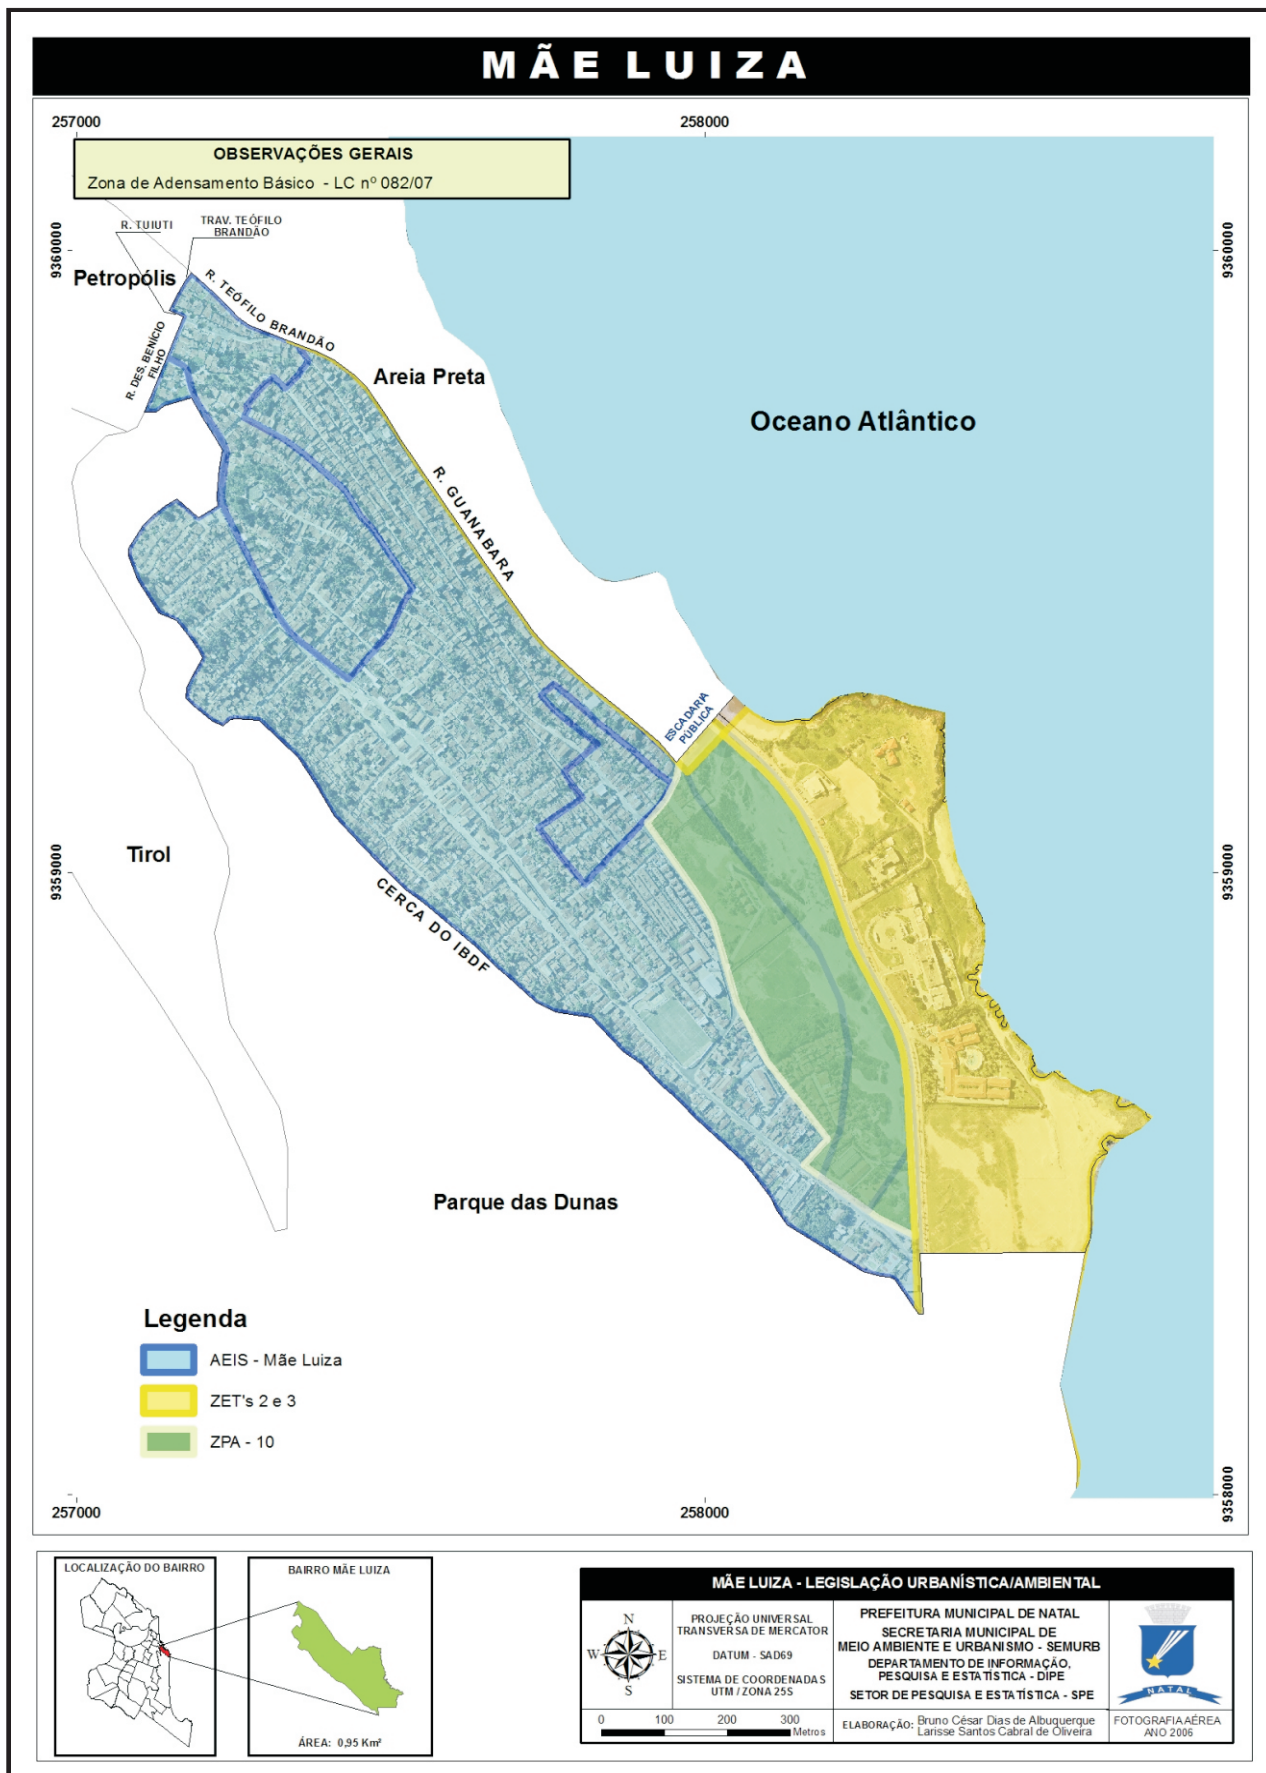 MÃE LUIZA
257000
258000
OBSERVAÇÕES GERAIS
Zona de Adensamento Básico - LC nº 082/07
R. TUIUTI
TRAV. TEÓFILO
BRANDÃO
9360000
9360000
Petropólis
R. TEÓFILO BRANDÃO
R. DES. BENÍCIO
FILHO
Areia Preta
Oceano Atlântico
R. GUANABARA
ESCADARIA
PÚBLICA
Tirol
9359000
9359000
CERCA DO IBDF
Parque das Dunas
Legenda
AEIS - Mãe Luiza
ZET's 2 e 3
ZPA - 10
9358000
257000
258000
LOCALIZAÇÃO DO BAIRRO
BAIRRO MÃE LUIZA
ÁREA: 0,95 Km²
MÃE LUIZA - LEGISLAÇÃO URBANÍSTICA/AMBIENTAL
N
W
E
S
PROJEÇÃO UNIVERSAL
TRANSVERSA DE MERCATOR
DATUM - SAD69
SISTEMA DE COORDENADAS
UTM / ZONA 25S
PREFEITURA MUNICIPAL DE NATAL
SECRETARIA MUNICIPAL DE
MEIO AMBIENTE E URBANISMO - SEMURB
DEPARTAMENTO DE INFORMAÇÃO,
PESQUISA E ESTATÍSTICA - DIPE
SETOR DE PESQUISA E ESTATÍSTICA - SPE
NATAL
0 100 200 300
Metros
ELABORAÇÃO: Bruno César Dias de Albuquerque
Larisse Santos Cabral de Oliveira
FOTOGRAFIA AÉREA
ANO 2006